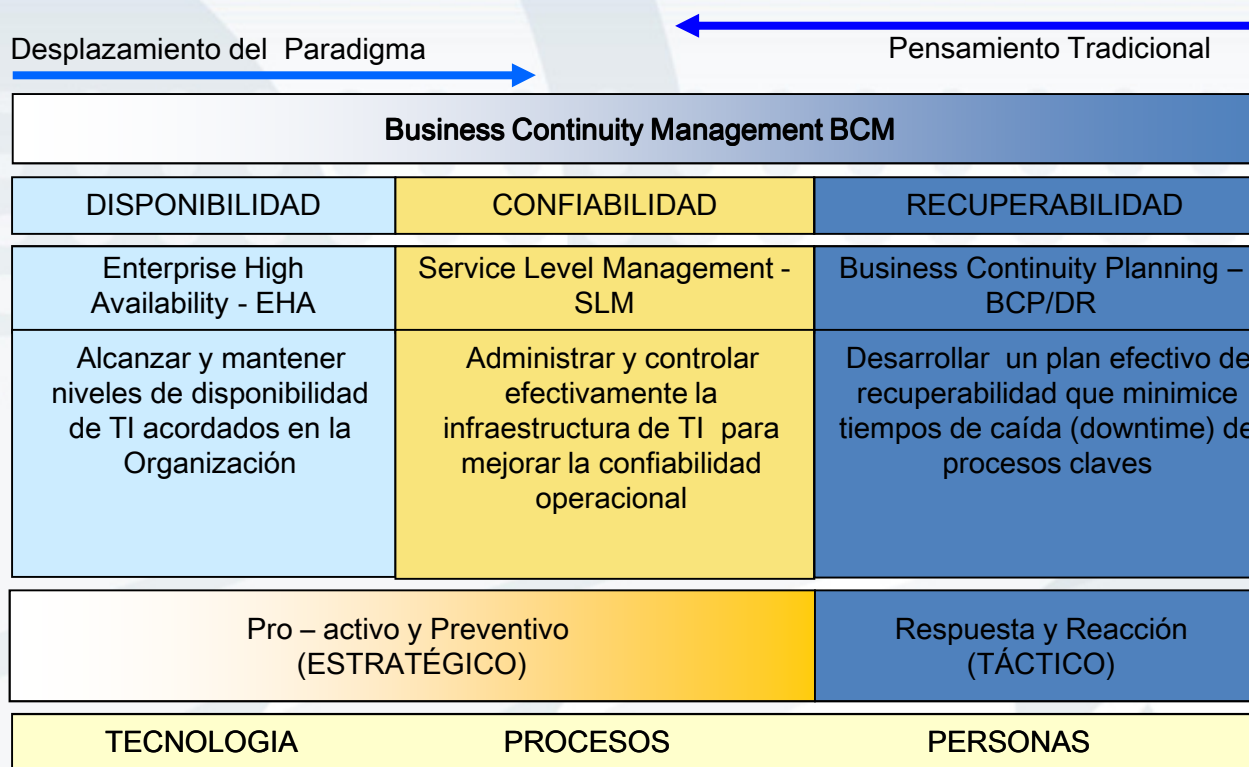 Desplazamiento del Paradigma
Pensamiento Tradicional
Business Continuity Management BCM
DISPONIBILIDAD
CONFIABILIDAD
RECUPERABILIDAD
Enterprise High
Availability - EHA
Service Level Management -
SLM
Business Continuity Planning –
BCP/DR
Alcanzar y mantener
niveles de disponibilidad
de TI acordados en la
Organización
Administrar y controlar
efectivamente la
infraestructura de TI para
mejorar la confiabilidad
operacional
Desarrollar un plan efectivo de
recuperabilidad que minimice
tiempos de caída (downtime) de
procesos claves
Pro – activo y Preventivo
(ESTRATÉGICO)
Respuesta y Reacción
(TÁCTICO)
TECNOLOGIA
PROCESOS
PERSONAS